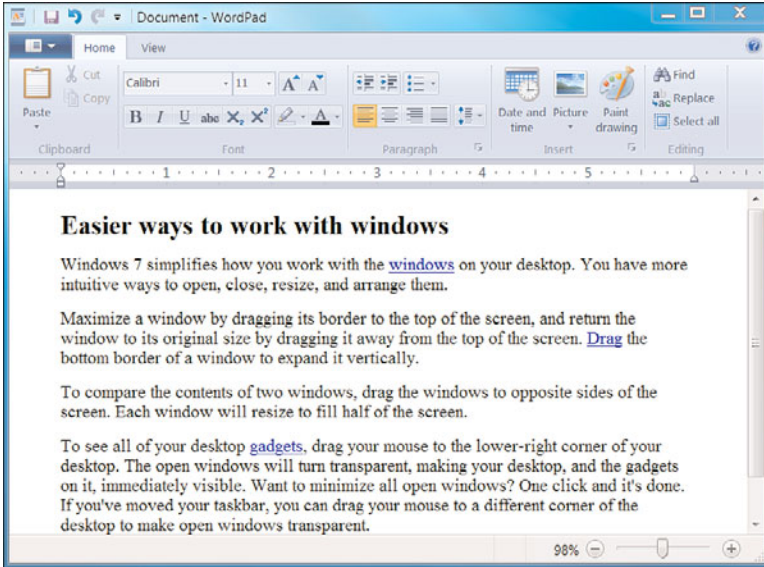 Document - WordPad
Home View
Cut
Copy
Paste
Clipboard
Calibri 11 A A
B I U abc X₂ X² A
Font
Paragraph
Date and time
Picture
Paint drawing
Insert
Find
Replace
Select all
Editing
1 2 3 4 5
Easier ways to work with windows
Windows 7 simplifies how you work with the windows on your desktop. You have more
intuitive ways to open, close, resize, and arrange them.
Maximize a window by dragging its border to the top of the screen, and return the
window to its original size by dragging it away from the top of the screen. Drag the
bottom border of a window to expand it vertically.
To compare the contents of two windows, drag the windows to opposite sides of the
screen. Each window will resize to fill half of the screen.
To see all of your desktop gadgets, drag your mouse to the lower-right corner of your
desktop. The open windows will turn transparent, making your desktop, and the gadgets
on it, immediately visible. Want to minimize all open windows? One click and it's done.
If you've moved your taskbar, you can drag your mouse to a different corner of the
desktop to make open windows transparent.
98%